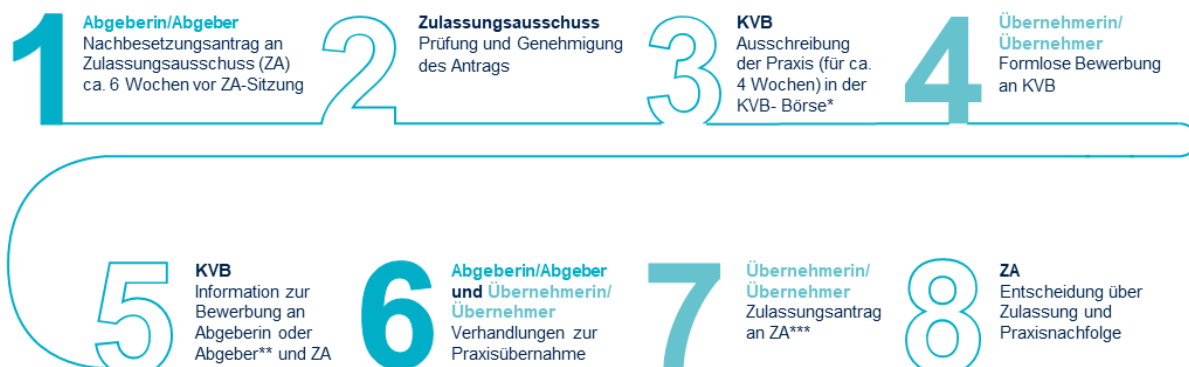 1
Abgeberin/Abgeber
Nachbesetzungsantrag an
Zulassungsausschuss (ZA)
ca. 6 Wochen vor ZA-Sitzung
2
Zulassungsausschuss
Prüfung und Genehmigung
des Antrags
3
KVB
Ausschreibung
der Praxis (für ca.
4 Wochen) in der
KVB- Börse*
4
Übernehmerin/
Übernehmer
Formlose Bewerbung
an KVB
5
KVB
Information zur
Bewerbung an
Abgeberin oder
Abgeber** und ZA
6
Abgeberin/Abgeber
und Übernehmerin/
Übernehmer
Verhandlungen zur
Praxisübernahme
7
Übernehmerin/
Übernehmer
Zulassungsantrag
an ZA***
8
ZA
Entscheidung über
Zulassung und
Praxisnachfolge